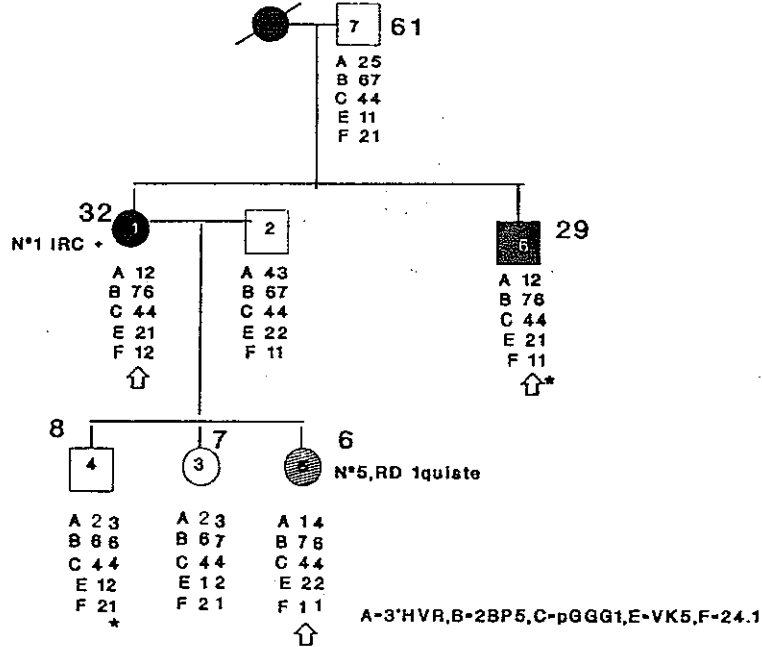 7 61
A 25
B 67
C 44
E 11
F 21
32 1 2 6 29
Nº1 IRC +
A 12
B 76
C 44
E 21
F 12
A 43
B 67
C 44
E 22
F 11
A 12
B 76
C 44
E 21
F 11
*
8 7 6
4 3 5 Nº5,RD 1quiste
A 23
B 66
C 44
E 12
F 21
*
A 23
B 67
C 44
E 12
F 21
A 14
B 76
C 44
E 22
F 11
A=3'HVR,B=2BP5,C=pGGG1,E=VK5,F=24.1